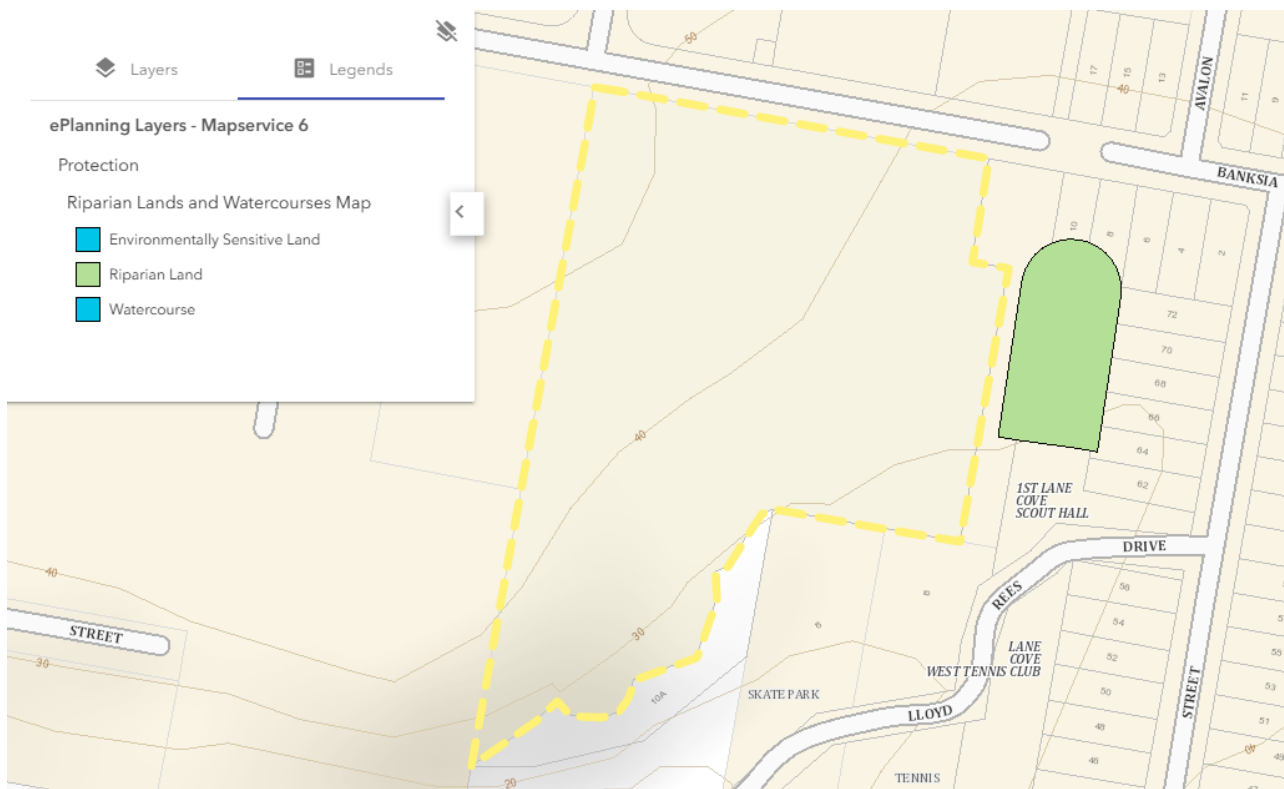 Layers
Legends
ePlanning Layers - Mapservice 6
Protection
Riparian Lands and Watercourses Map
Environmentally Sensitive Land
Riparian Land
Watercourse
50
17
15
13
40
AVALON
11
9
BANKSIA
10
8
6
4
2
72
70
68
66
64
62
40
1ST LANE
COVE
SCOUT HALL
DRIVE
REES
40
STREET
30
30
6
8
56
54
52
50
48
46
LANE
COVE
WEST TENNIS CLUB
10A
SKATE PARK
LLOYD
STREET
55
53
51
49
40
20
TENNIS